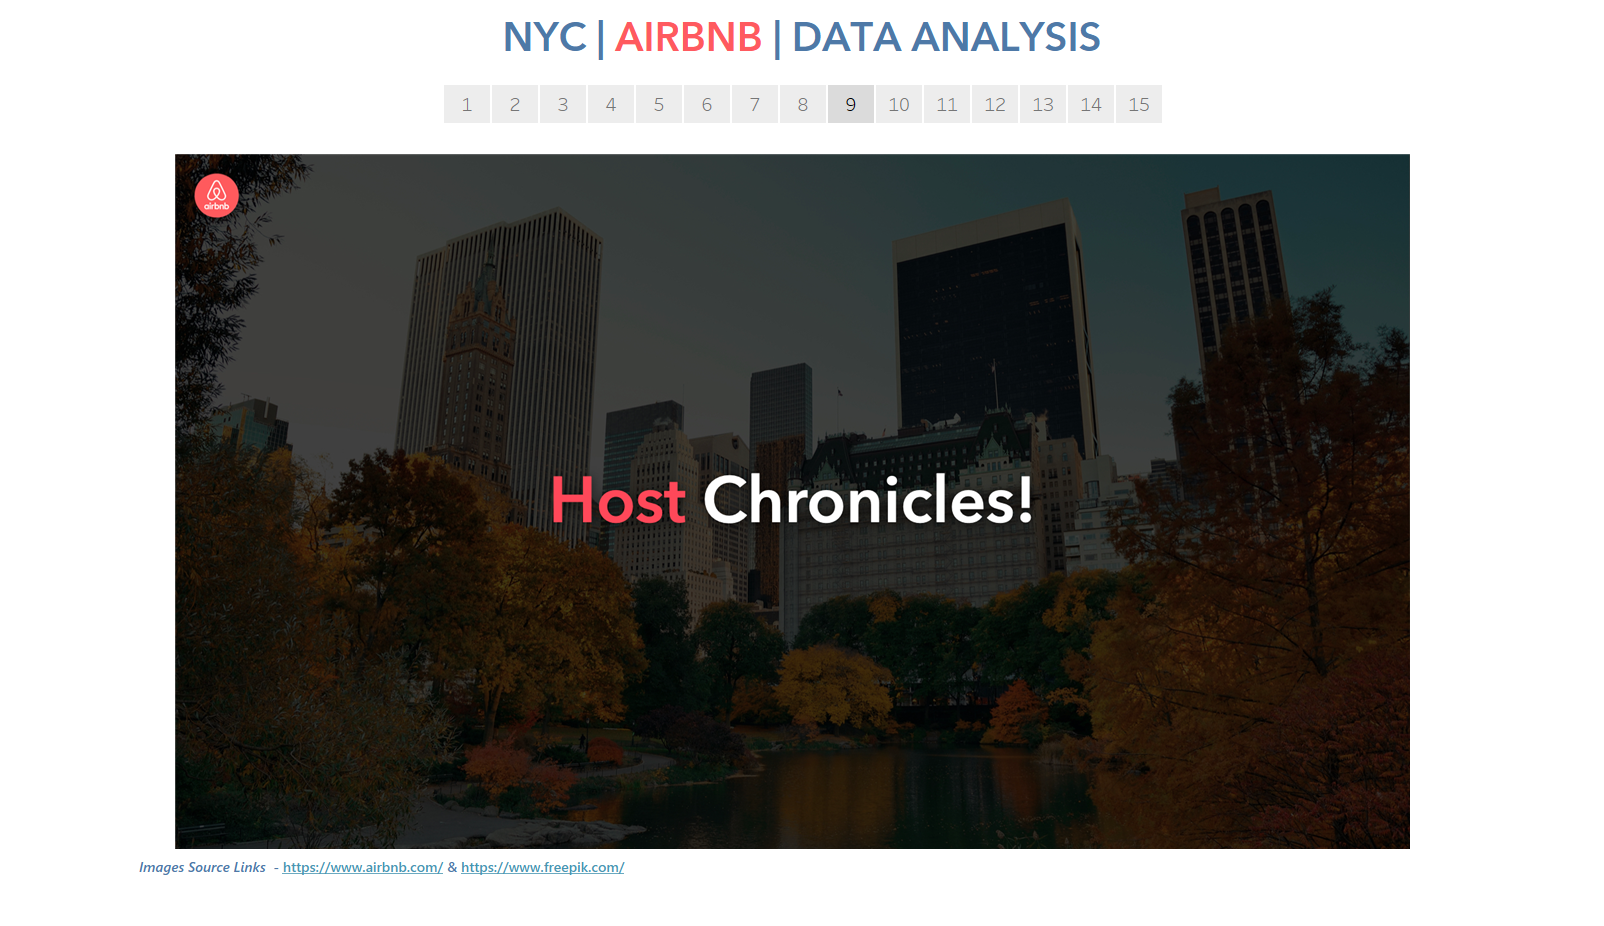 NYC | AIRBNB | DATA ANALYSIS
1 2 3 4 5 6 7 8 9 10 11 12 13 14 15
airbnb
Host Chronicles!
Images Source Links - https://www.airbnb.com/ & https://www.freepik.com/